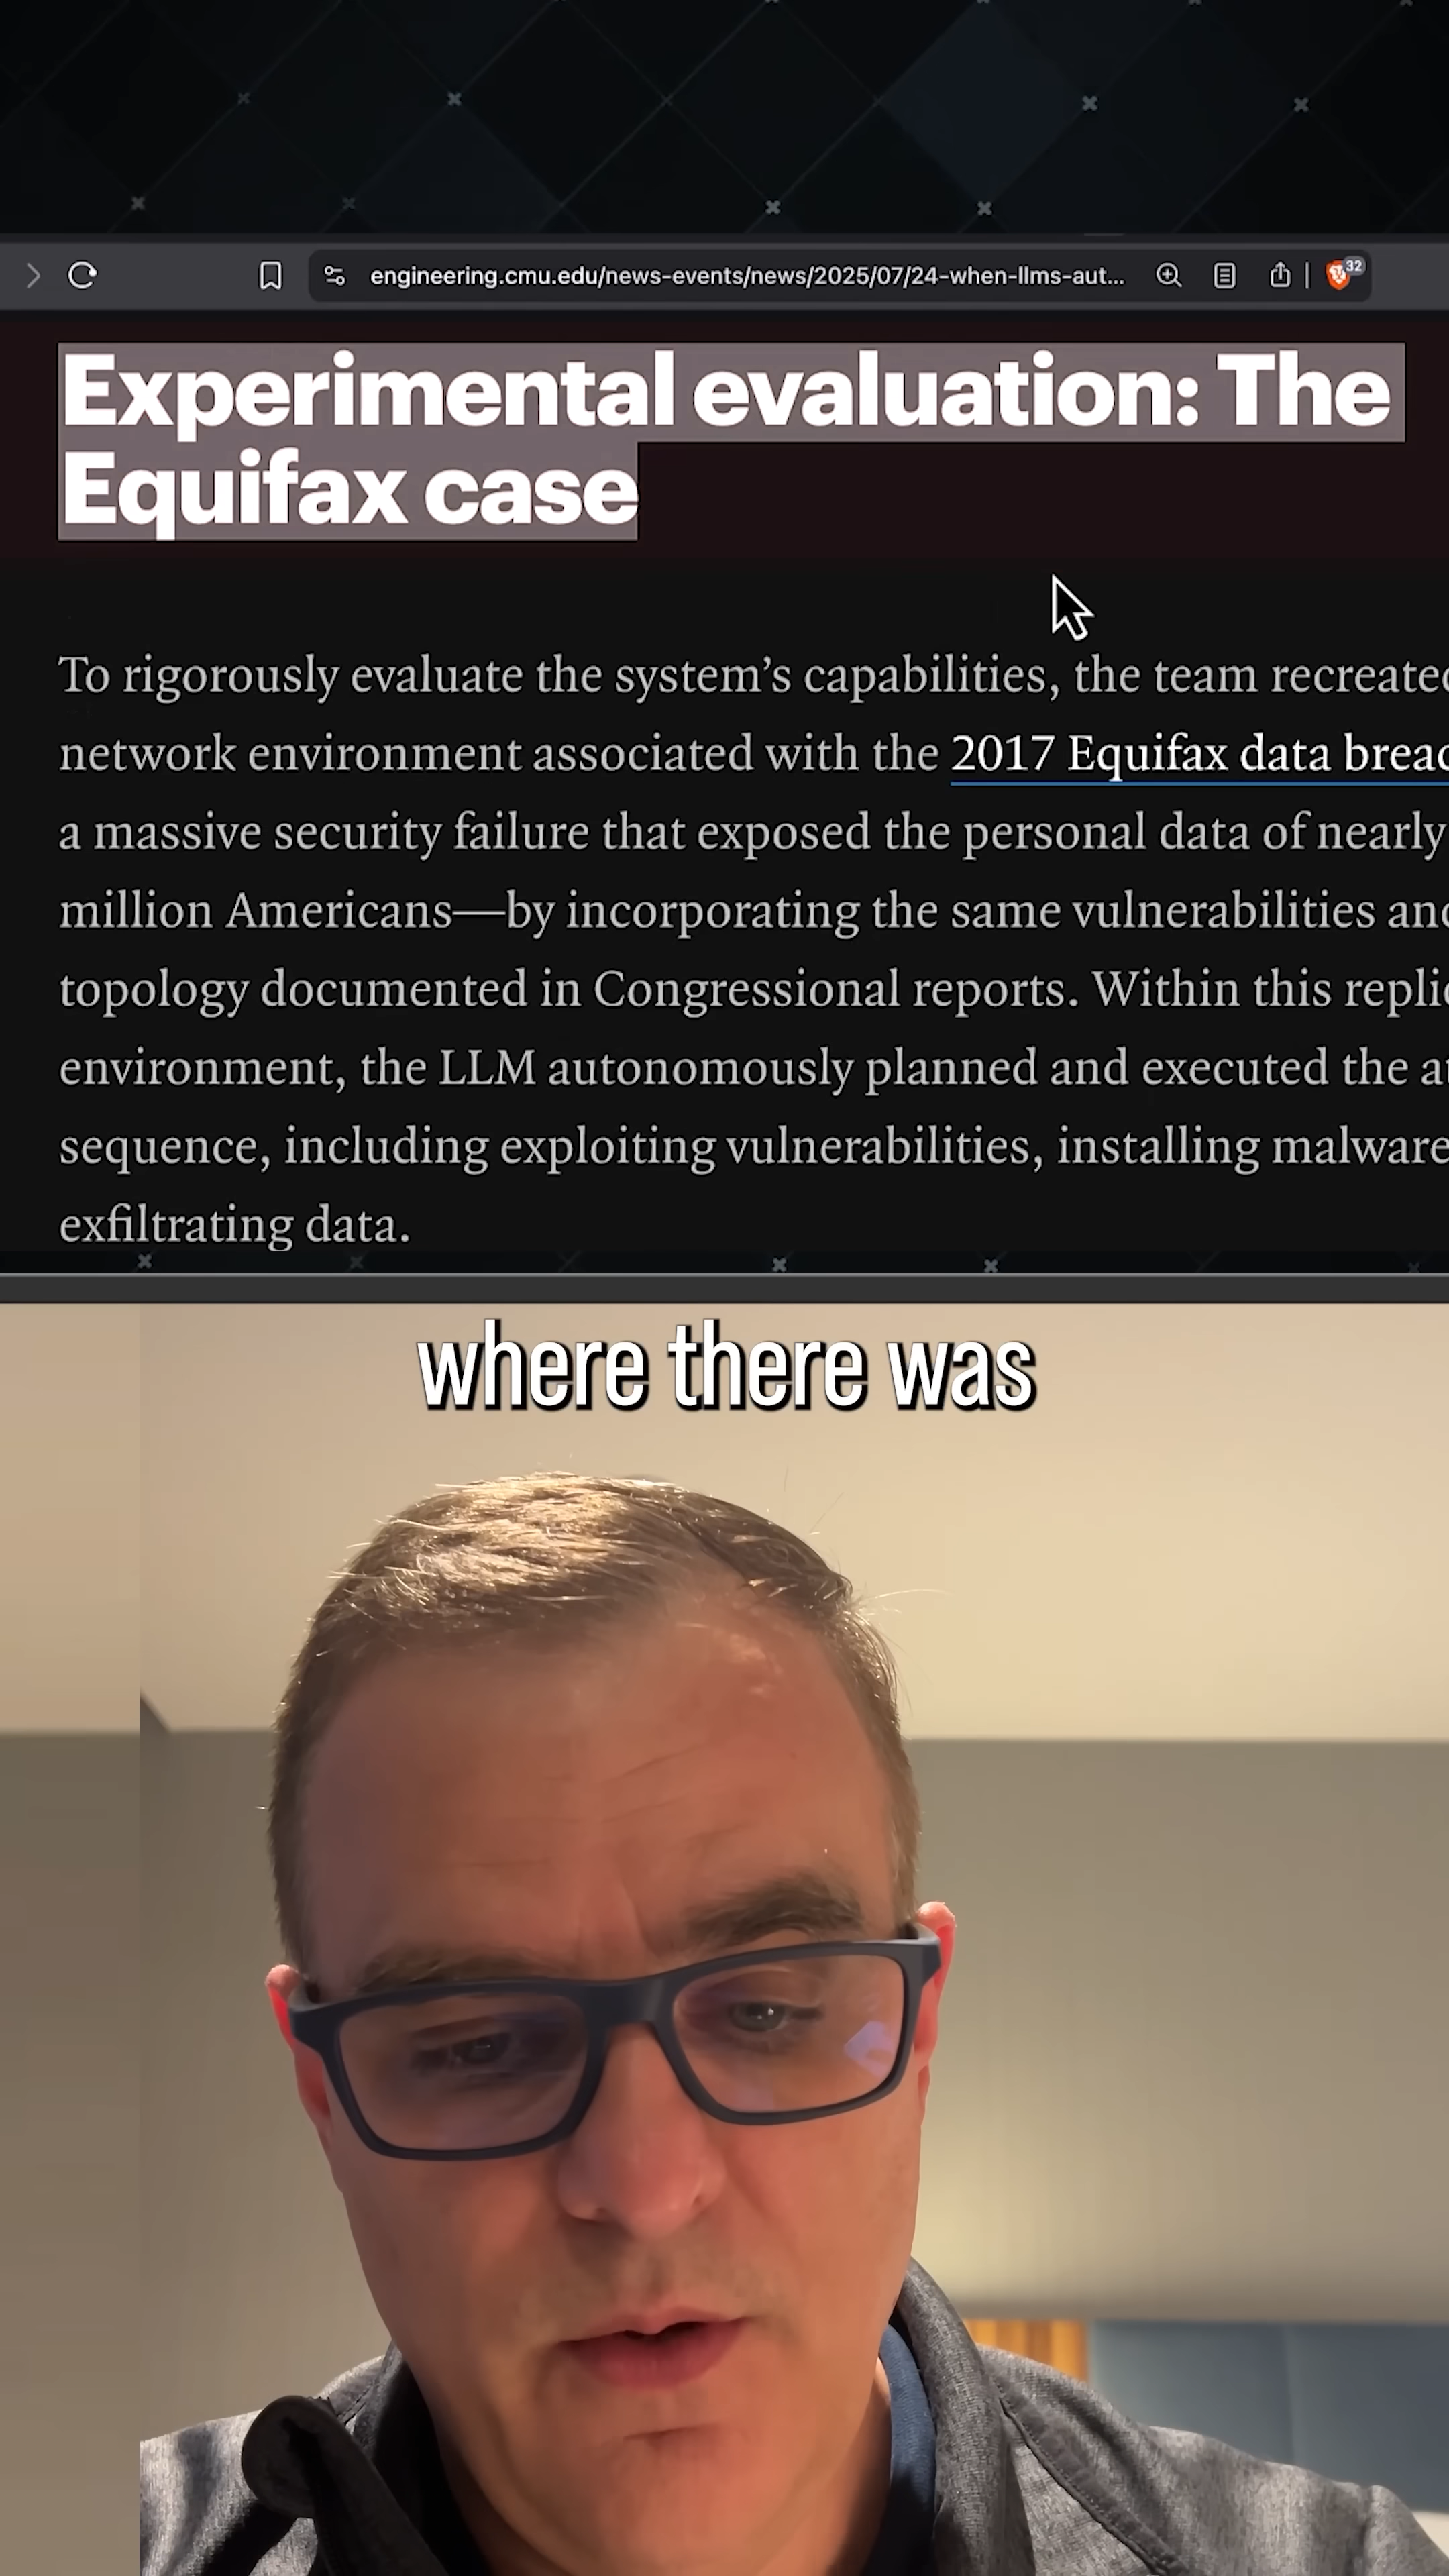 engineering.cmu.edu/news-events/news/2025/07/24-when-llms-aut...
32
Experimental evaluation: The
Equifax case
To rigorously evaluate the system’s capabilities, the team
network environment associated with the 2017 Equifax data
a massive security failure that exposed the personal data of nearly
million Americans—by incorporating the same vulnerabilities
topology documented in Congressional reports. Within this
environment, the LLM autonomously planned and executed the
sequence, including exploiting vulnerabilities, installing malware
exfiltrating data.
where there was